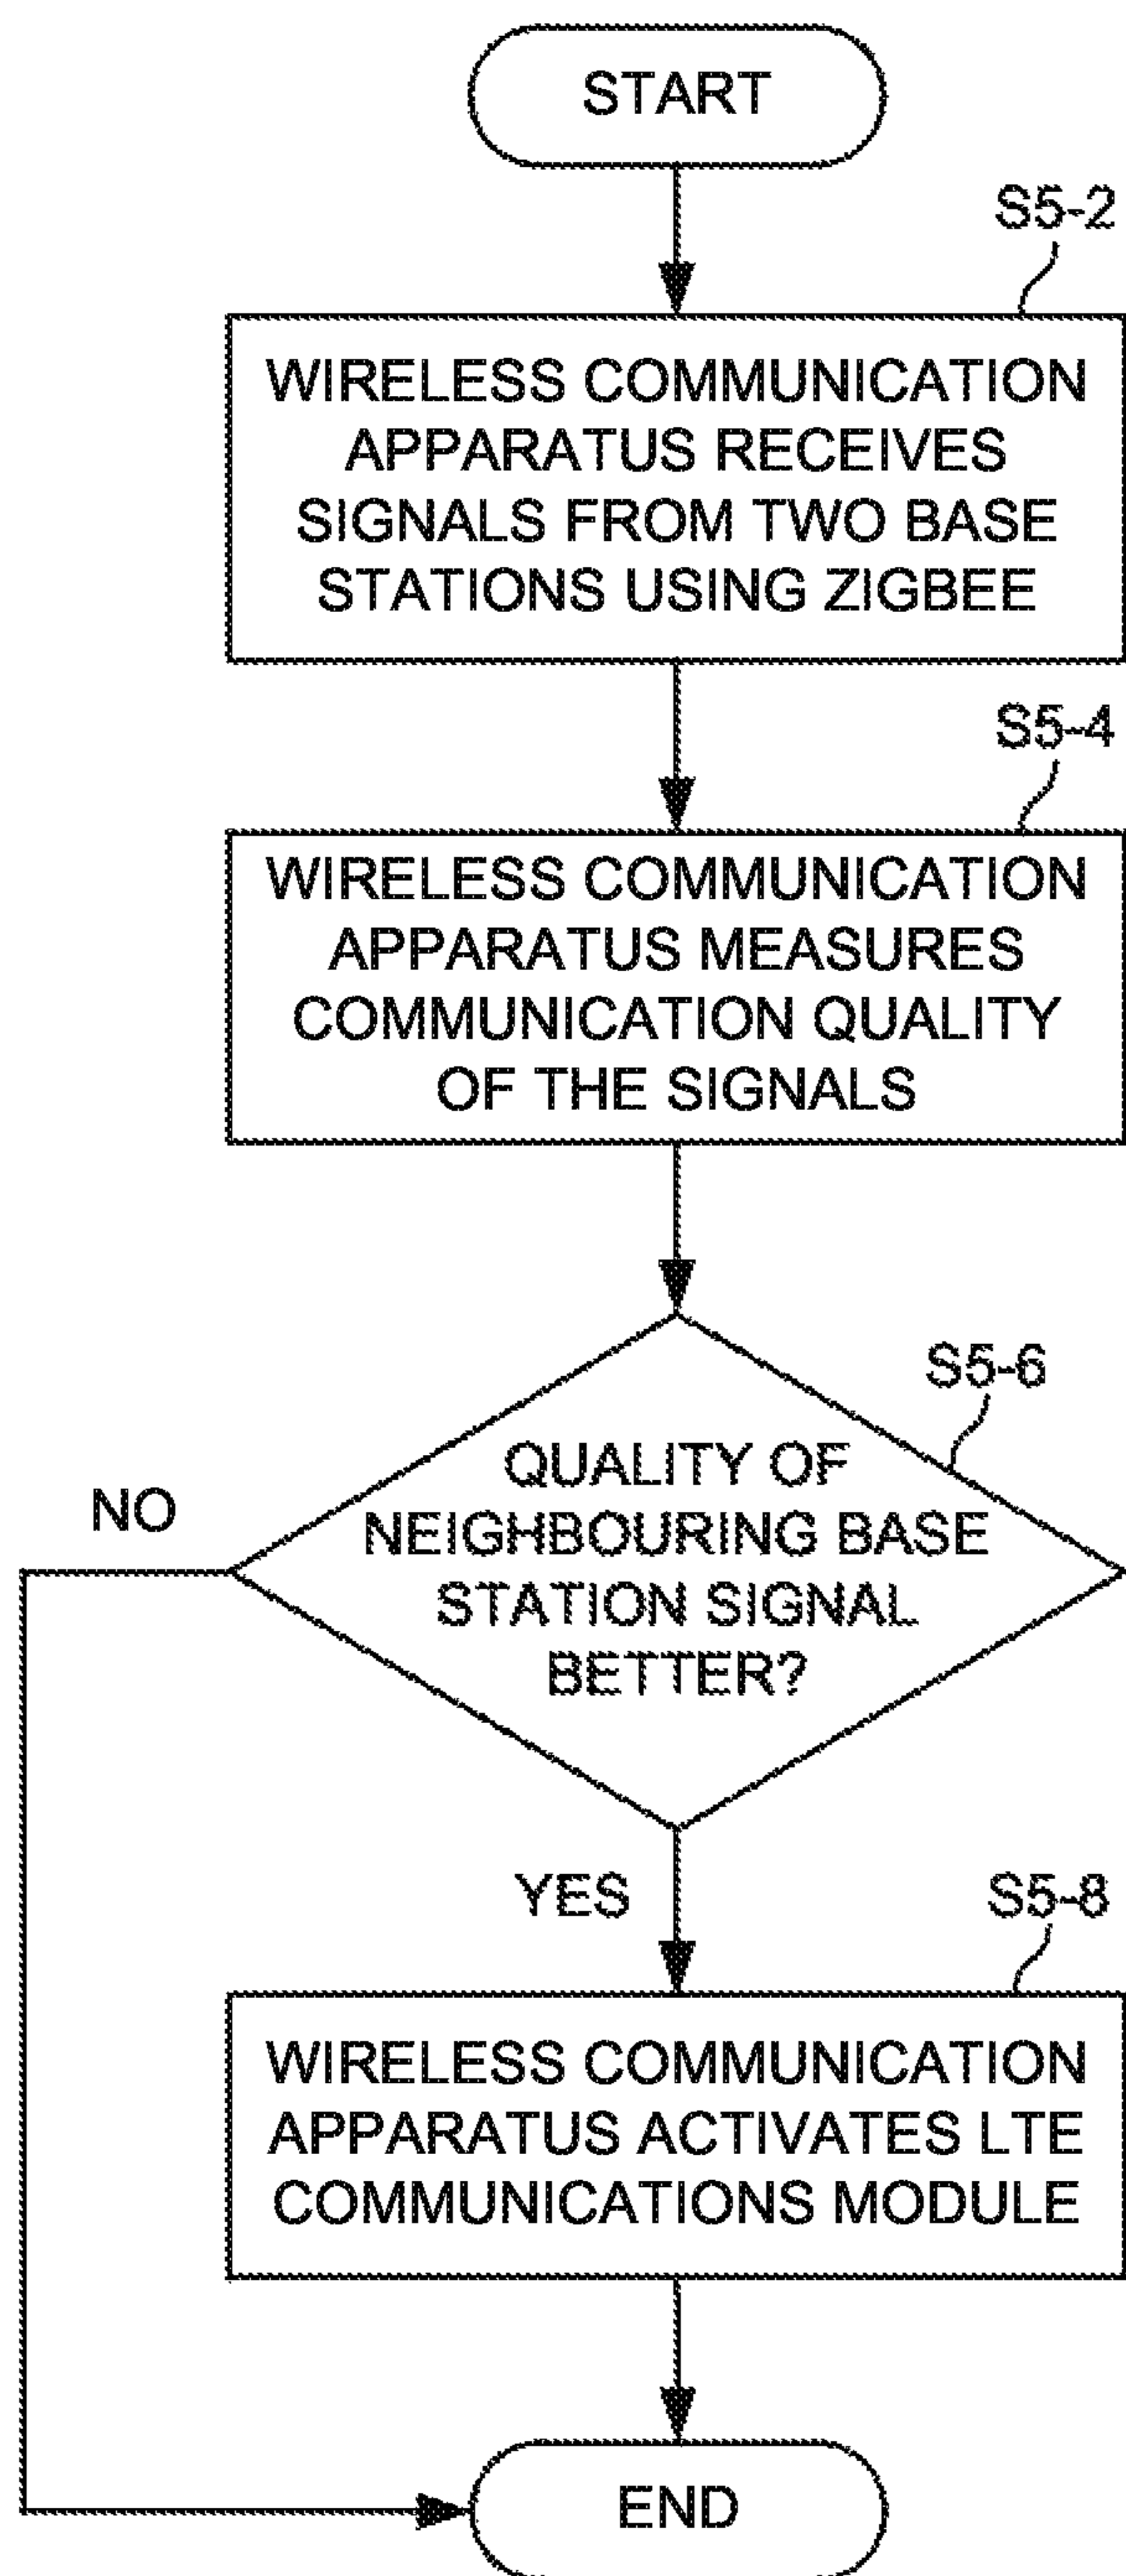 START
S5-2
WIRELESS COMMUNICATION
APPARATUS RECEIVES
SIGNALS FROM TWO BASE
STATIONS USING ZIGBEE
S5-4
WIRELESS COMMUNICATION
APPARATUS MEASURES
COMMUNICATION QUALITY
OF THE SIGNALS
S5-6
QUALITY OF
NEIGHBOURING BASE
STATION SIGNAL
BETTER?
NO
YES
S5-8
WIRELESS COMMUNICATION
APPARATUS ACTIVATES LTE
COMMUNICATIONS MODULE
END